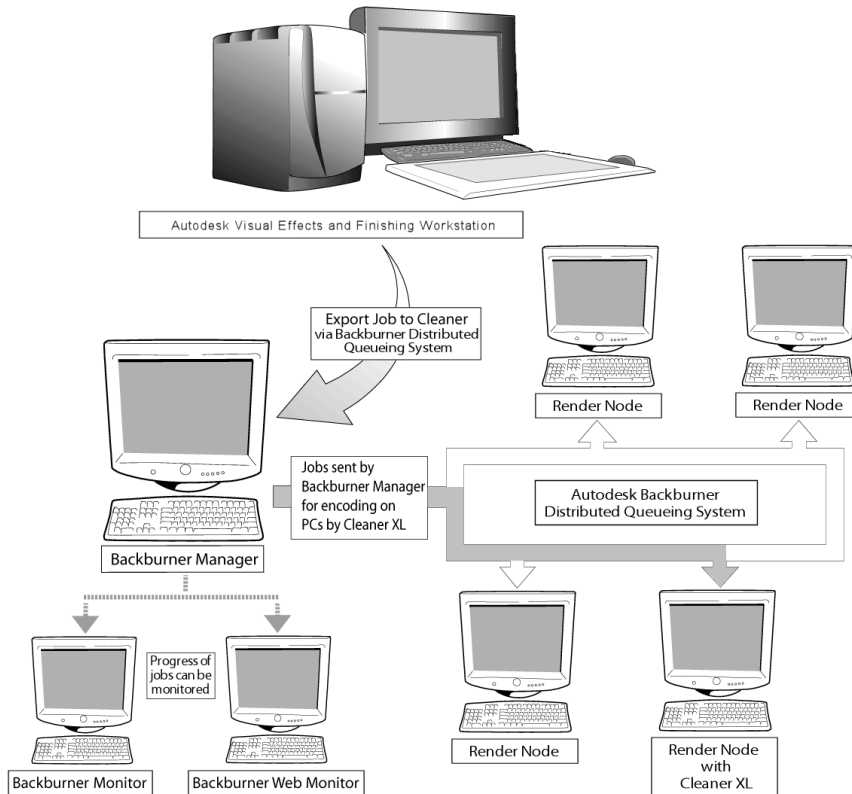 Autodesk Visual Effects and Finishing Workstation
Export Job to Cleaner
via Backburner Distributed
Queueing System
Render Node
Render Node
Jobs sent by
Backburner Manager
for encoding on
PCs by Cleaner XL
Autodesk Backburner
Distributed Queueing System
Backburner Manager
Progress of
jobs can be
monitored
Backburner Monitor
Backburner Web Monitor
Render Node
Render Node
with
Cleaner XL